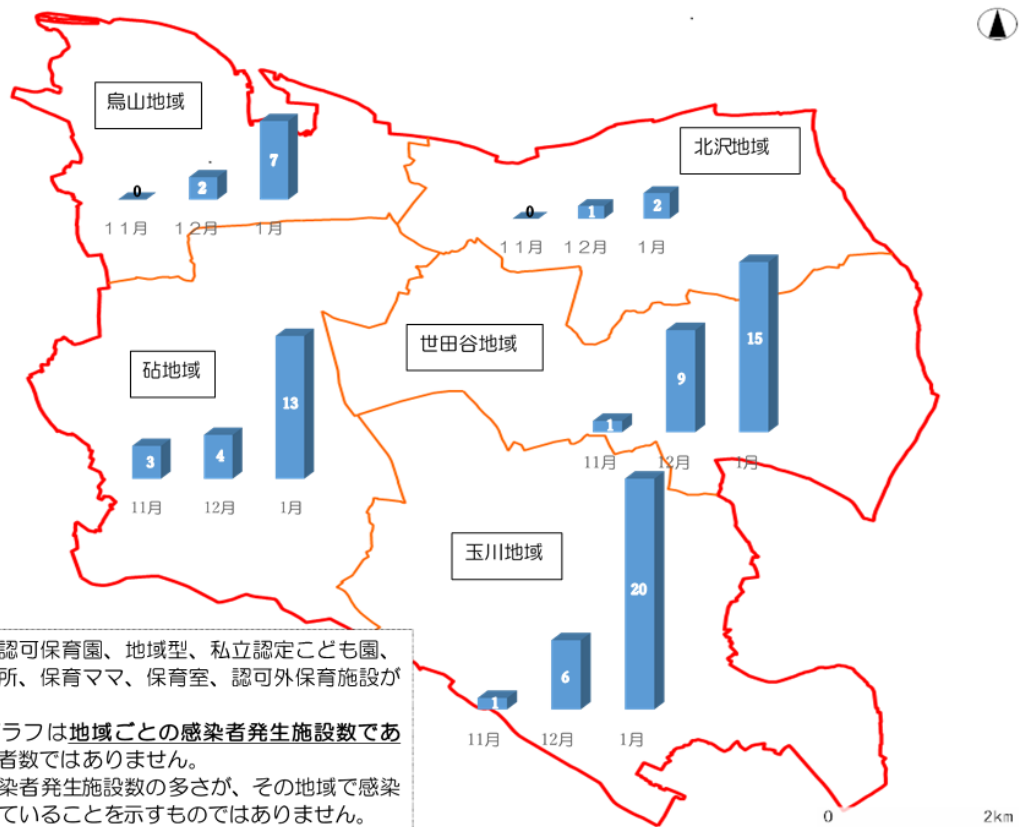 烏山地域
7
2
0
11月
12月
1月
北沢地域
0
1
2
11月
12月
1月
世田谷地域
1
9
15
11月
12月
1月
砧地域
3
4
13
11月
12月
1月
玉川地域
1
6
20
11月
12月
1月
認可保育園、地域型、私立認定こども園、
所、保育ママ、保育室、認可外保育施設が
グラフは地域ごとの感染者発生施設数であ
者数ではありません。
染者発生施設数の多さが、その地域で感染
ていることを示すものではありません。
0 2km